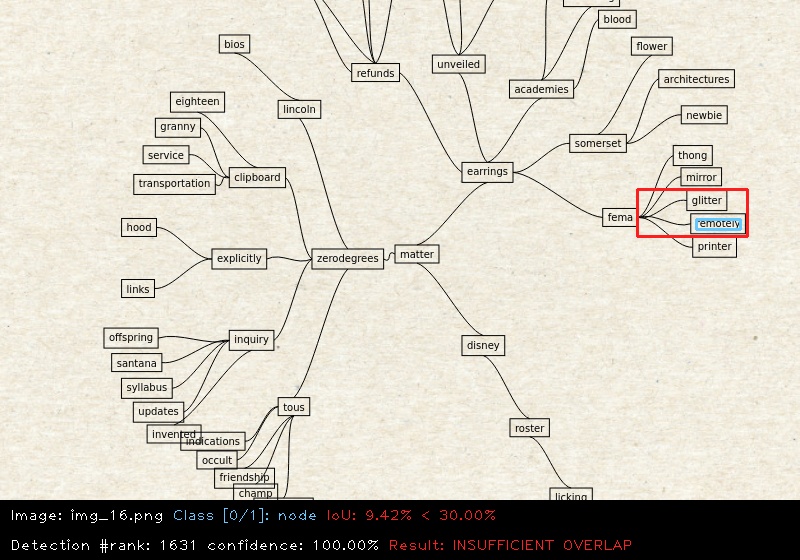 blood
bios
flower
unveiled
refunds
architectures
academies
eighteen
lincoln
newbie
granny
somerset
service
thong
earrings
mirror
clipboard
transportation
glitter
fema
remotely
hood
printer
matter
explicitly
zerodegrees
links
offspring
inquiry
disney
santana
syllabus
tous
updates
roster
invented
indications
occult
friendship
champ
licking
Image: img_16.png Class [0/1]: node IoU: 9.42% < 30.00%
Detection #rank: 1631 confidence: 100.00% Result: INSUFFICIENT OVERLAP